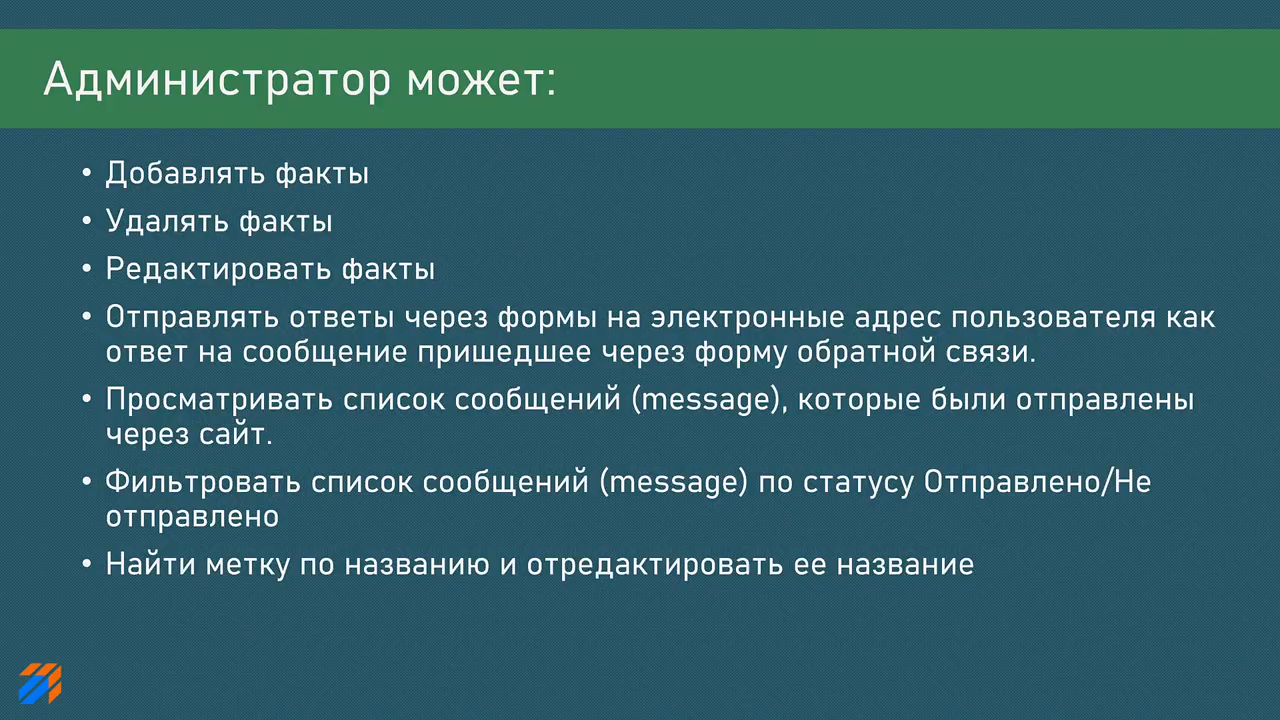 Администратор может:
• Добавлять факты
• Удалять факты
• Редактировать факты
• Отправлять ответы через формы на электронные адрес пользователя как
ответ на сообщение пришедшее через форму обратной связи.
• Просматривать список сообщений (message), которые были отправлены
через сайт.
• Фильтровать список сообщений (message) по статусу Отправлено/Не
отправлено
• Найти метку по названию и отредактировать ее название